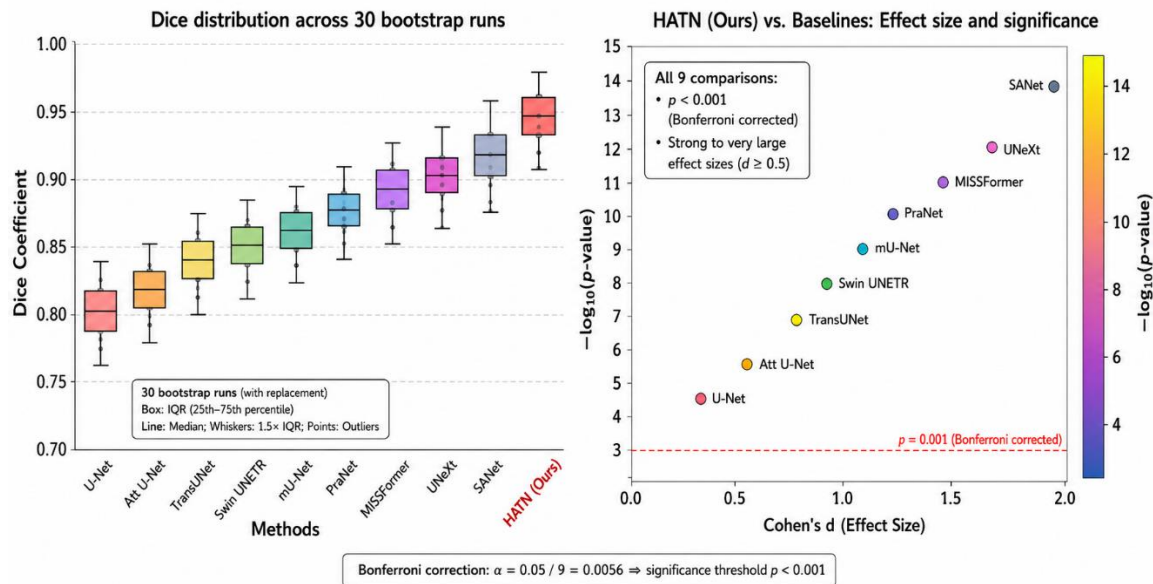 Dice distribution across 30 bootstrap runs
1.00
0.95
0.90
0.85
0.80
0.75
0.70
Dice Coefficient
30 bootstrap runs (with replacement)
Box: IQR (25th–75th percentile)
Line: Median; Whiskers: 1.5× IQR; Points: Outliers
U-Net
Att U-Net
TransUNet
Swin UNETR
mU-Net
PraNet
MISSFormer
UNeXt
SANet
HATN (Ours)
Methods
HATN (Ours) vs. Baselines: Effect size and significance
15
14
13
12
11
10
9
8
7
6
5
4
3
−log₁₀(p-value)
All 9 comparisons:
• p < 0.001
(Bonferroni corrected)
• Strong to very large
effect sizes (d ≥ 0.5)
SANet
UNeXt
MISSFormer
PraNet
mU-Net
Swin UNETR
TransUNet
Att U-Net
U-Net
p = 0.001 (Bonferroni corrected)
0.0
0.5
1.0
1.5
2.0
Cohen's d (Effect Size)
14
12
10
8
6
4
−log₁₀(p-value)
Bonferroni correction: α = 0.05 / 9 = 0.0056 ⇒ significance threshold p < 0.001